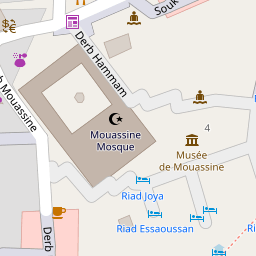 Souk
Derb Hammam
b Mouassine
Mouassine
Mosque
4
Musée
de Mouassine
Riad Joya
Riad Essaoussan
Derb